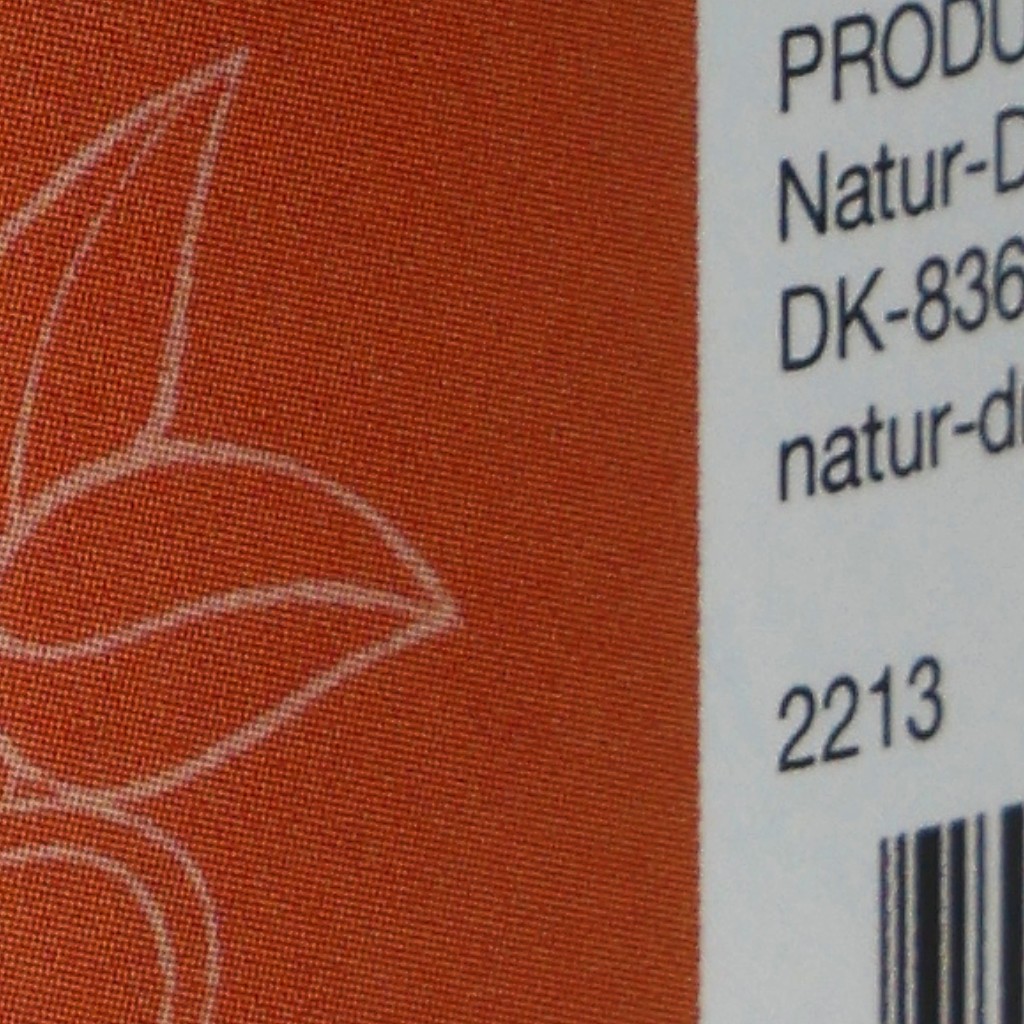 PRODU
Natur-D
DK-836
natur-d
2213